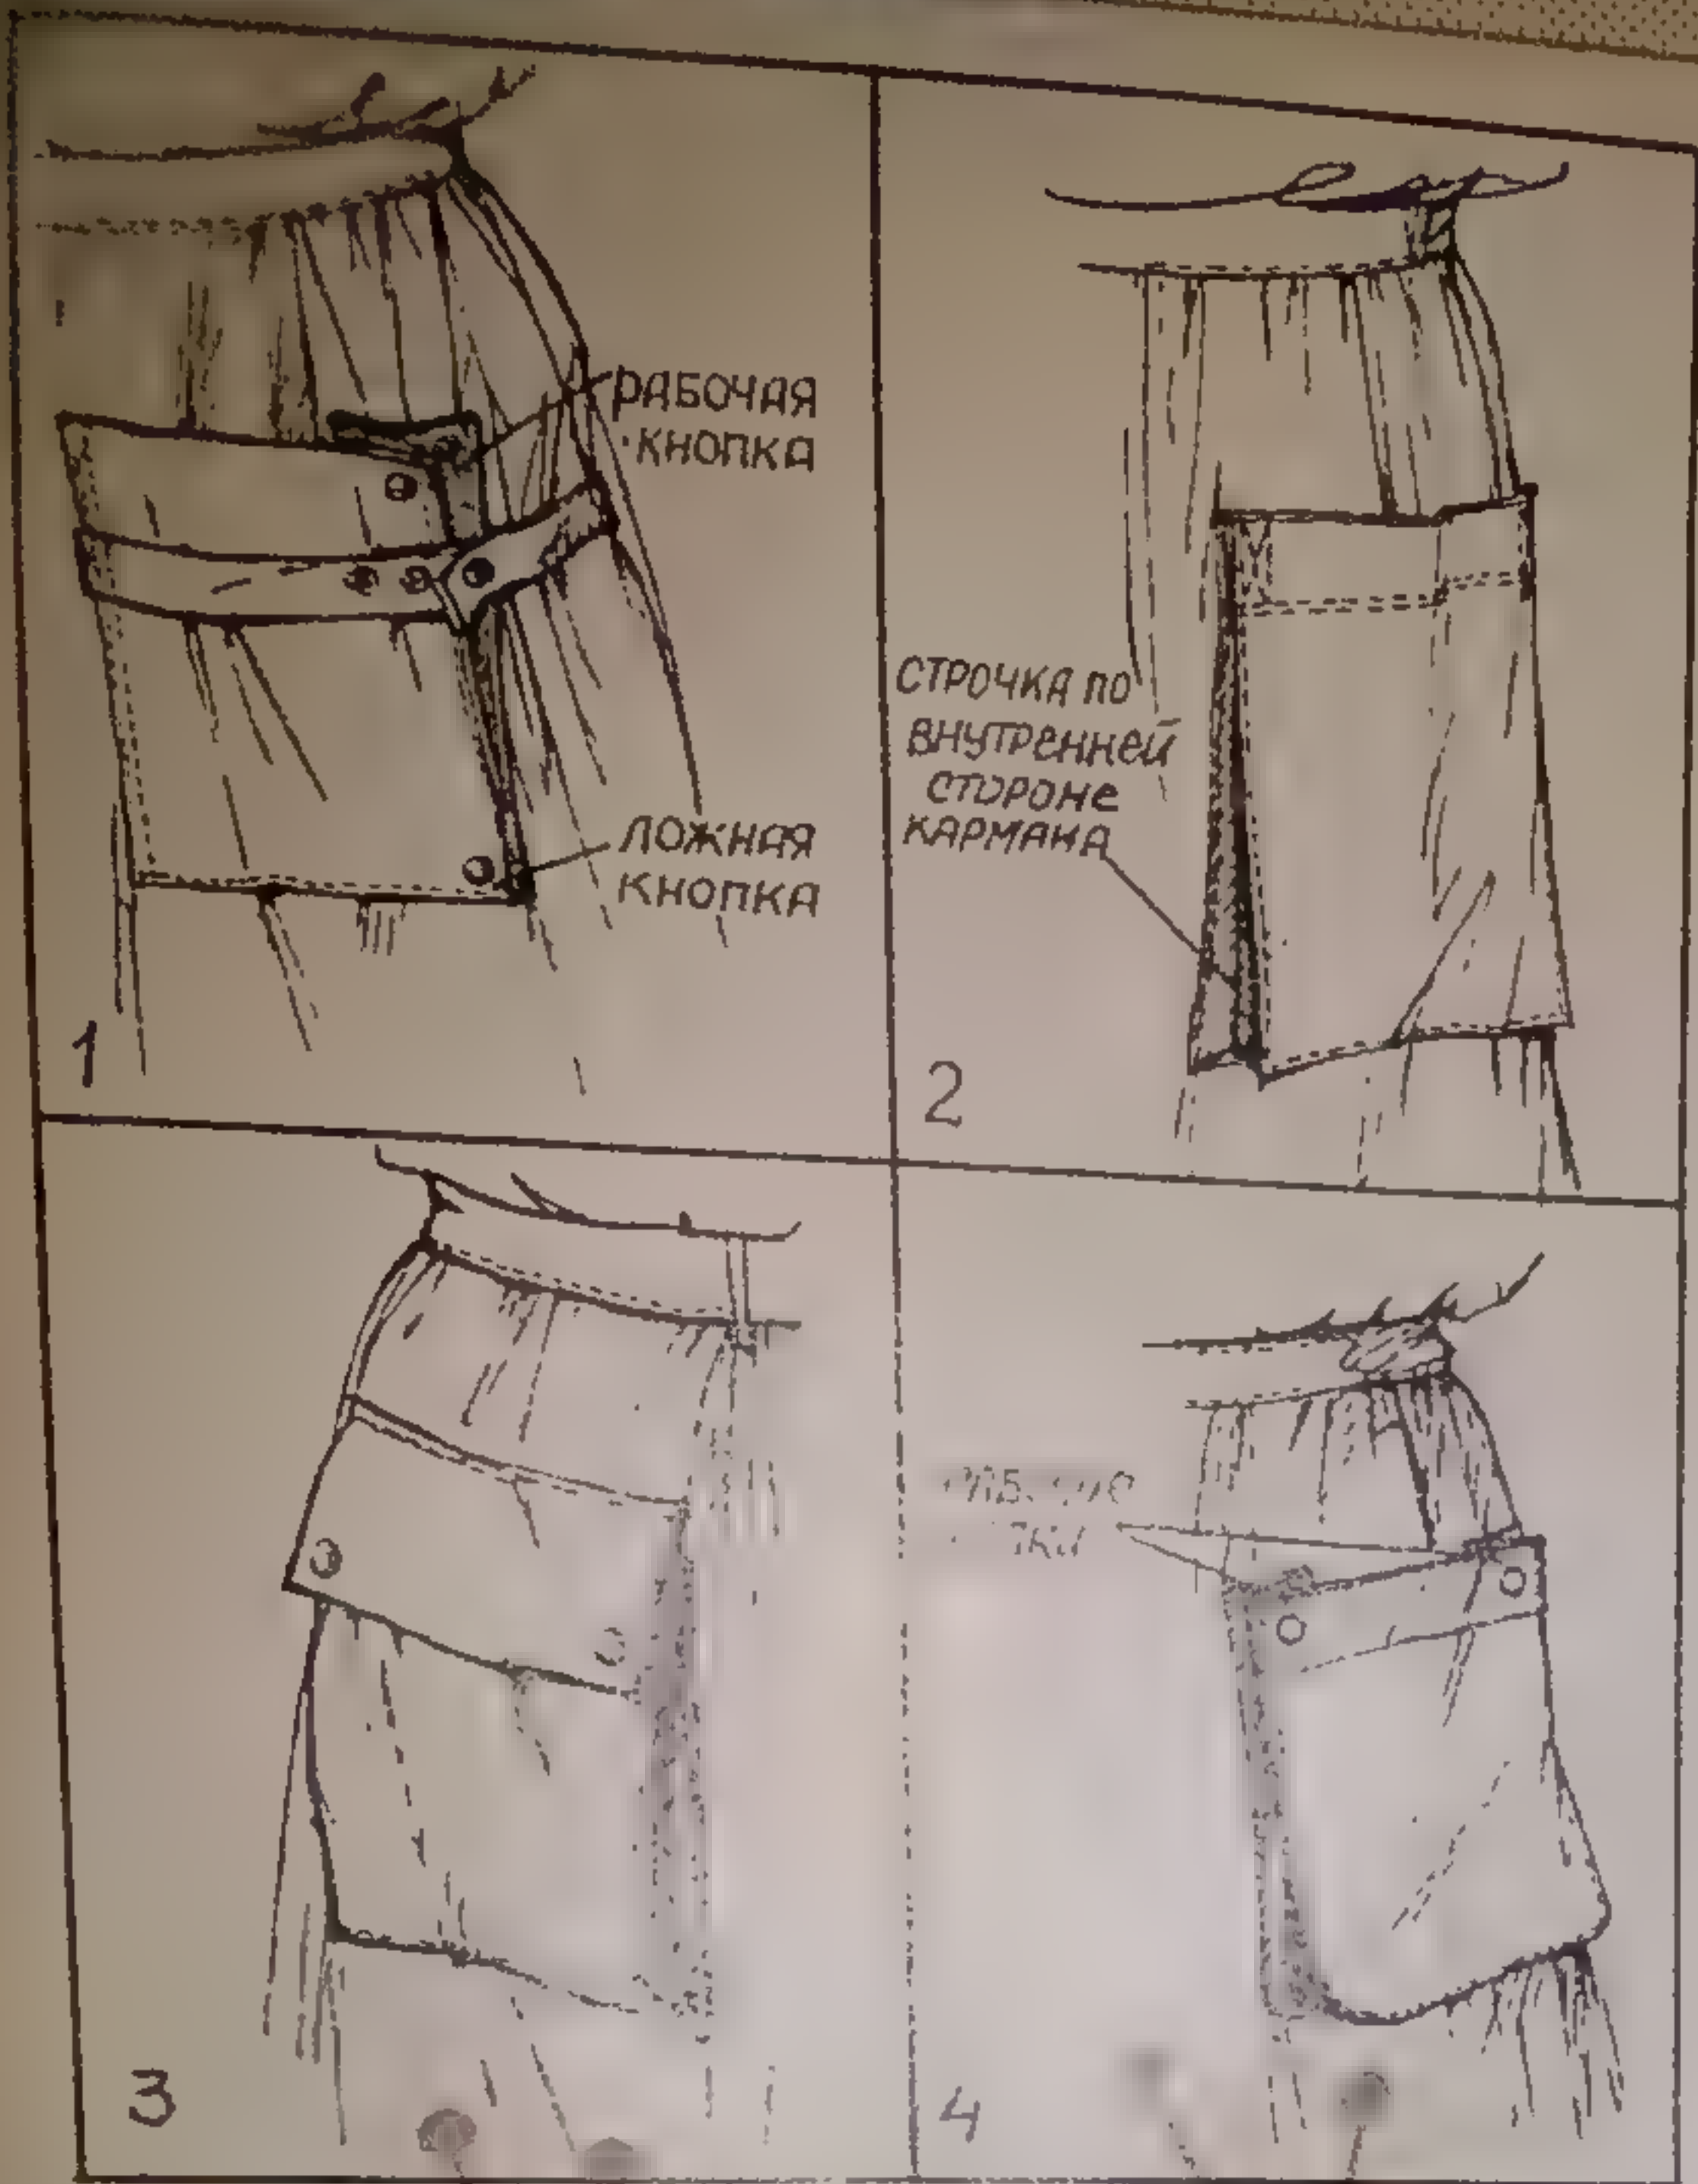 РАБОЧАЯ
КНОПКА
ЛОЖНАЯ
КНОПКА
1
СТРОЧКА ПО
ВНУТРЕННЕЙ
СТОРОНЕ
КАРМАНА
2
3
4